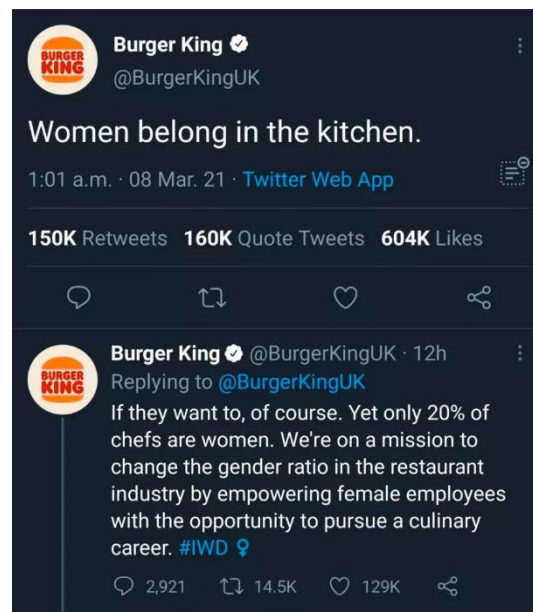 BURGER
KING
Burger King
@BurgerKingUK
Women belong in the kitchen.
1:01 a.m. · 08 Mar. 21 · Twitter Web App
150K Retweets 160K Quote Tweets 604K Likes
BURGER
KING
Burger King @BurgerKingUK · 12h
Replying to @BurgerKingUK
If they want to, of course. Yet only 20% of
chefs are women. We're on a mission to
change the gender ratio in the restaurant
industry by empowering female employees
with the opportunity to pursue a culinary
career. #IWD ♀
2,921 14.5K 129K